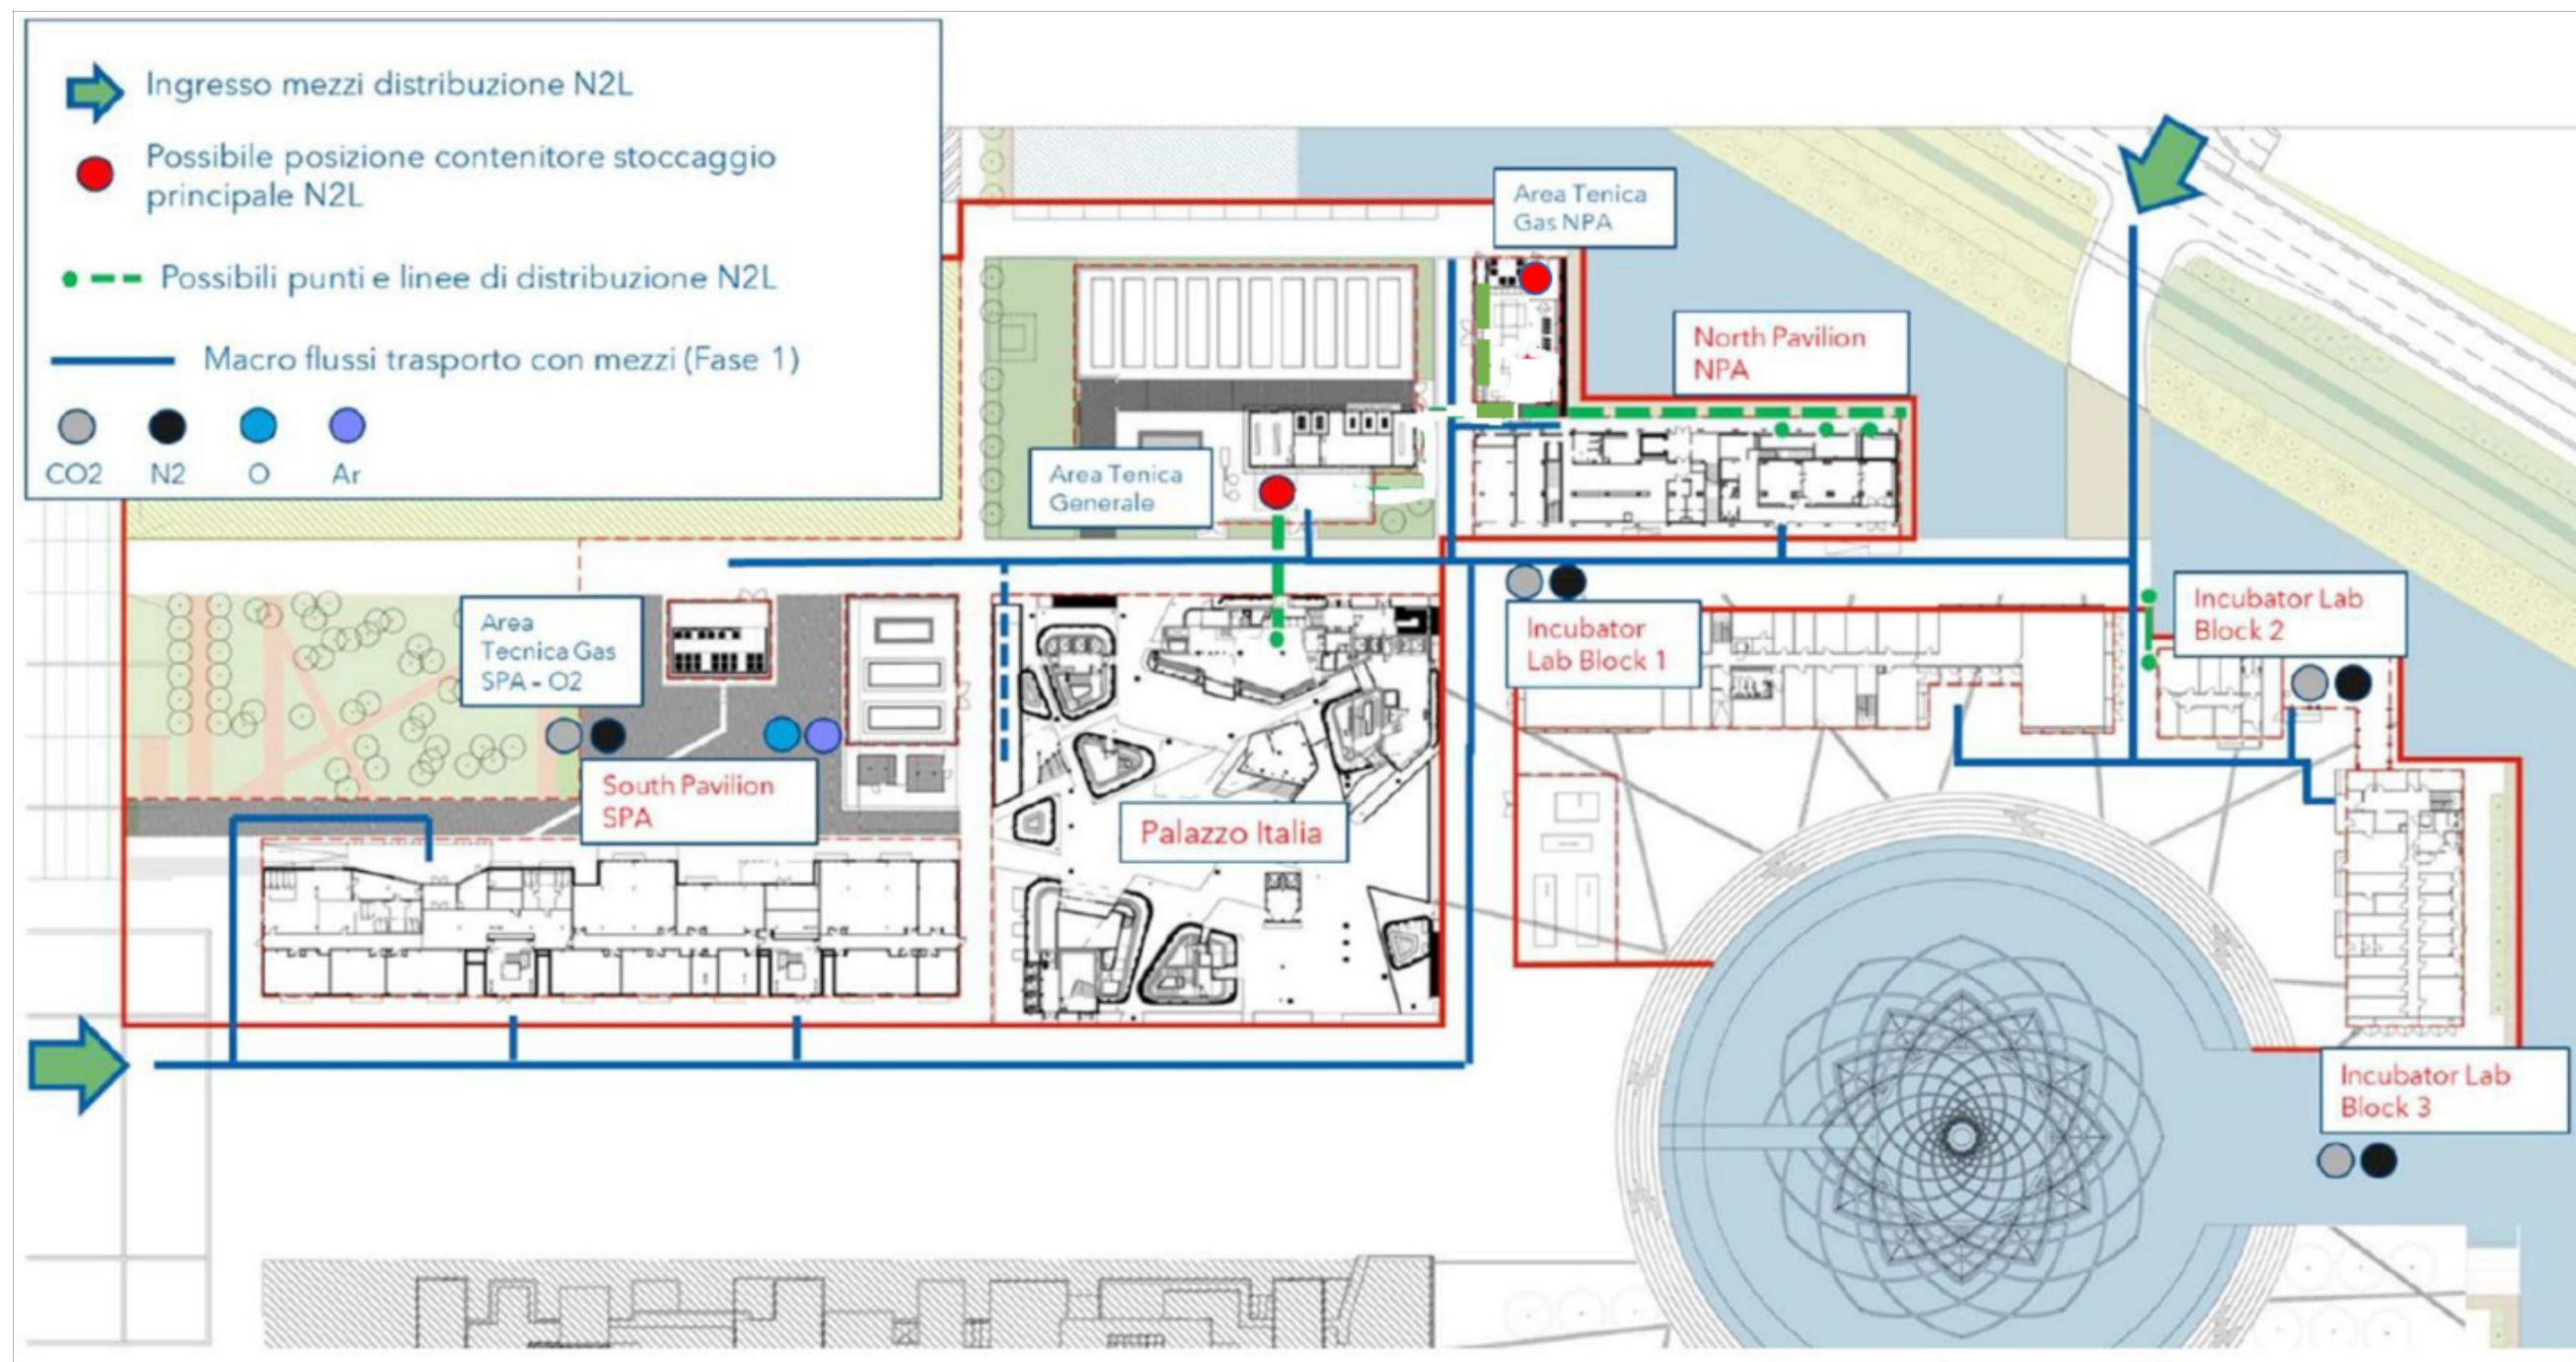 Ingresso mezzi distribuzione N2L
Possibile posizione contenitore stoccaggio
principale N2L
Possibili punti e linee di distribuzione N2L
Macro flussi trasporto con mezzi (Fase 1)
CO2 N2 O Ar
Area Tenica
Gas NPA
North Pavilion
NPA
Area Tenica
Generale
Area
Tecnica Gas
SPA - O2
Incubator
Lab Block 1
Incubator Lab
Block 2
South Pavilion
SPA
Palazzo Italia
Incubator Lab
Block 3